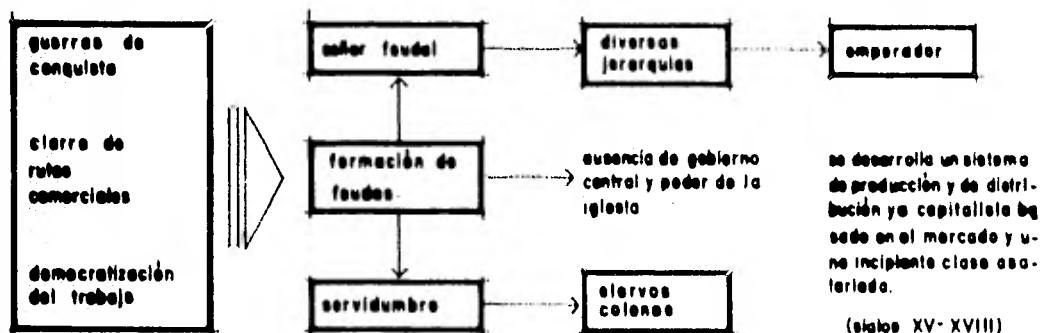 guerras de
conquista
cierre de
rutas
comerciales
democratización
del trabajo
señor feudal
formación de
feudos
servidumbre
diversas
jerarquías
ausencia de gobierno
central y poder de la
iglesia
siervos
colonos
emperador
se desarrolla un sistema
de producción y de distri-
bución ya capitalista ba
sado en el mercado y u-
na incipiente clase asa-
lariada.
(siglos XV- XVIII)